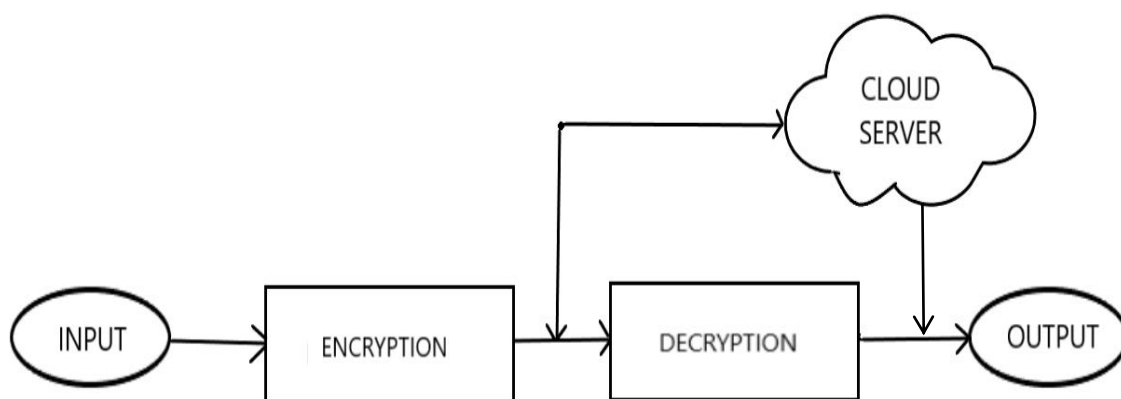 CLOUD
SERVER
INPUT
ENCRYPTION
DECRYPTION
OUTPUT